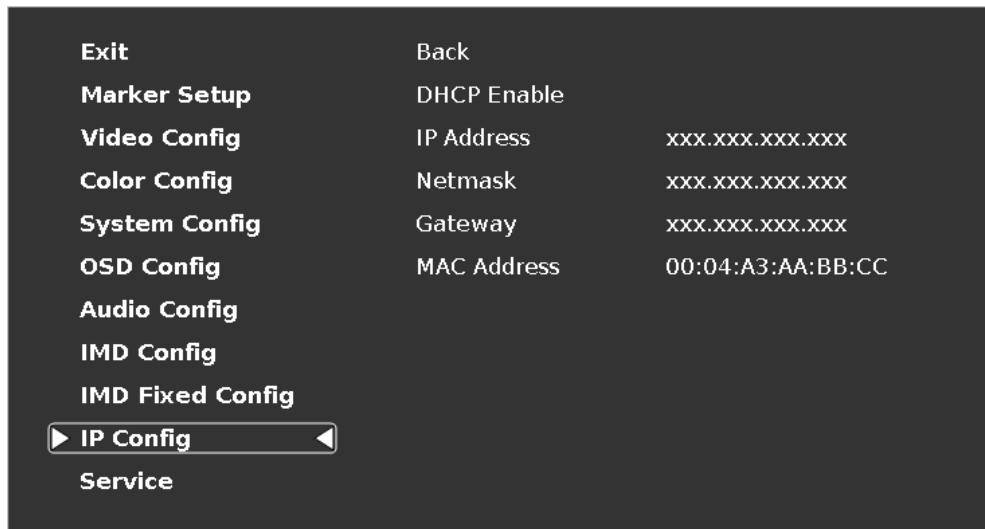 Exit Back
Marker Setup DHCP Enable
Video Config IP Address xxx.xxx.xxx.xxx
Color Config Netmask xxx.xxx.xxx.xxx
System Config Gateway xxx.xxx.xxx.xxx
OSD Config MAC Address 00:04:A3:AA:BB:CC
Audio Config
IMD Config
IMD Fixed Config
IP Config
Service